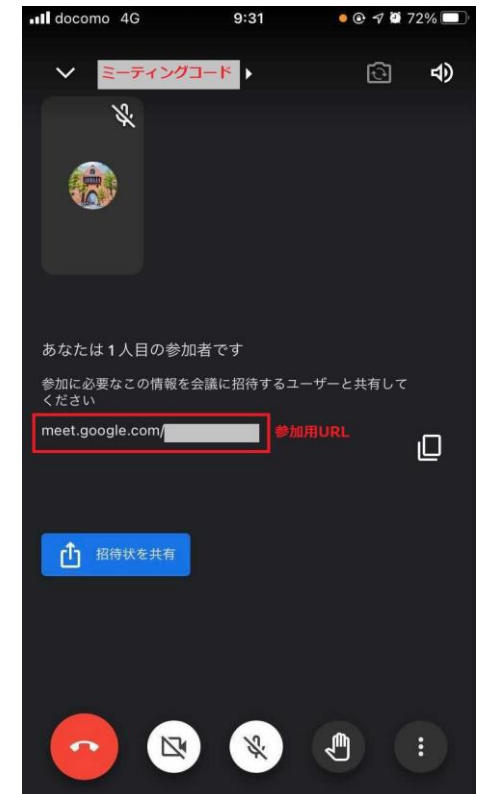 docomo 4G 9:31 72%
ミーティングコード
あなたは1人目の参加者です
参加に必要なこの情報を会議に招待するユーザーと共有して
ください
meet.google.com/ 参加用URL
招待状を共有